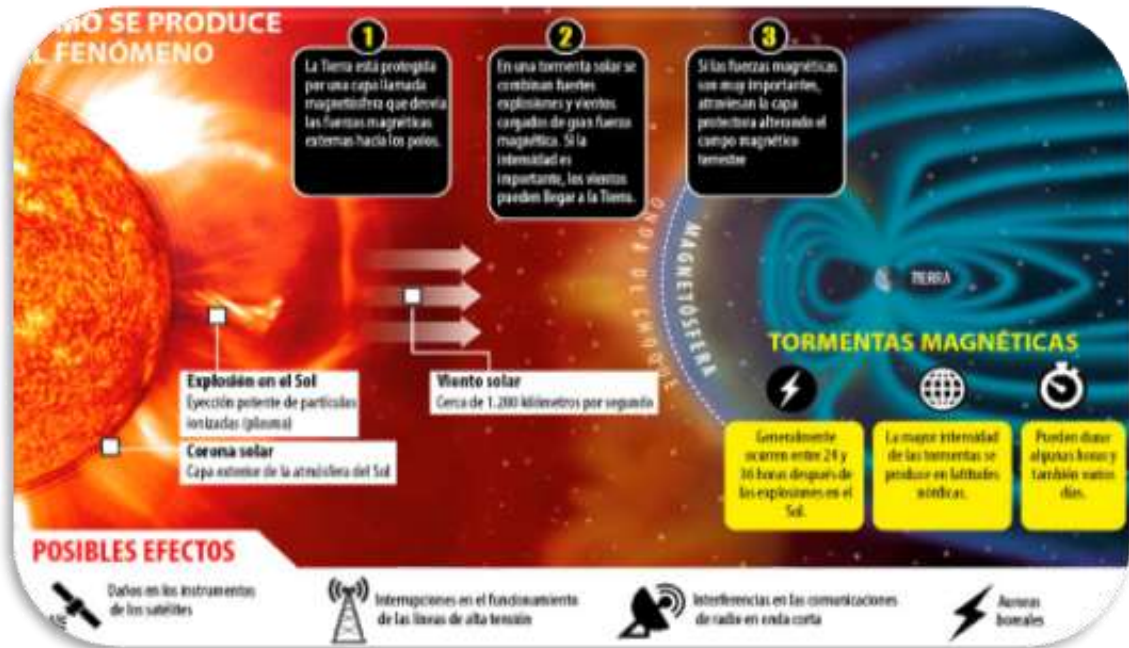 MO SE PRODUCE
L FENÓMENO
1
La Tierra está protegida
por una capa llamada
magnetósfera que desvía
las fuerzas magnéticas
externas hacia los polos.
2
En una tormenta solar se
combinan fuertes
explosiones y vientos
cargados de gran fuerza
magnética. Si la
intensidad es
importante, los vientos
pueden llegar a la Tierra.
3
Si las fuerzas magnéticas
son muy importantes,
atraviesan la capa
protectora alterando el
campo magnético
terrestre
ONDA DE CHOQUE
MAGNETÓSFERA
TIERRA
Explosión en el Sol
Eyección potente de partículas
ionizadas (plasma)
Corona solar
Capa exterior de la atmósfera del Sol
Viento solar
Cerca de 1.200 kilómetros por segundo
TORMENTAS MAGNÉTICAS
Generalmente
ocurren entre 24 y
36 horas después de
las explosiones en el
Sol.
La mayor intensidad
de las tormentas se
produce en latitudes
nórdicas.
Pueden durar
algunas horas y
también varios
días.
POSIBLES EFECTOS
Daños en los instrumentos
de los satélites
Interrupciones en el funcionamiento
de las líneas de alta tensión
Interferencias en las comunicaciones
de radio en onda corta
Auroras
boreales